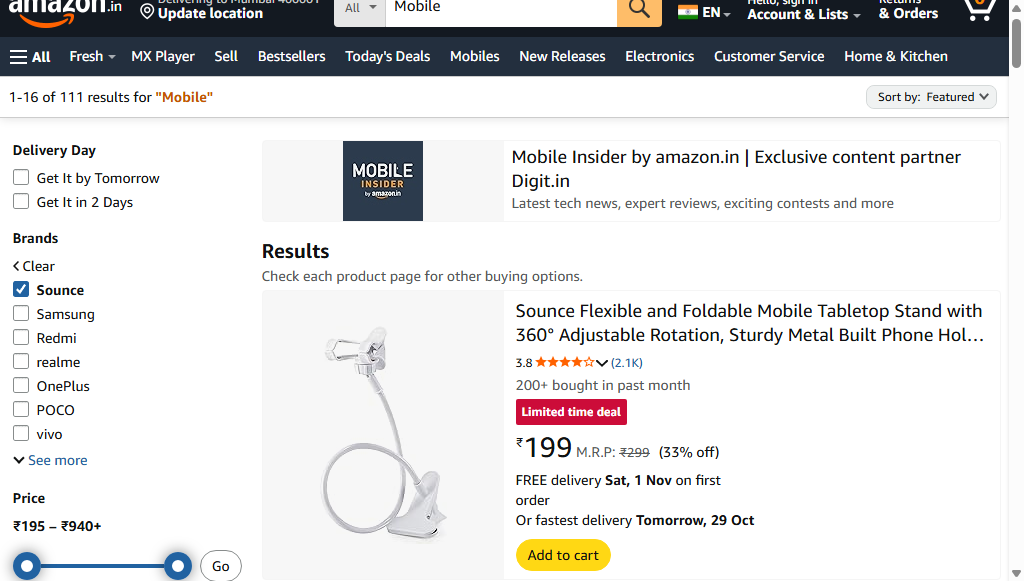 amazon.in
Update location
All
Mobile
EN
Hello, sign in
Account & Lists
Returns
& Orders
All
Fresh
MX Player
Sell
Bestsellers
Today's Deals
Mobiles
New Releases
Electronics
Customer Service
Home & Kitchen
1-16 of 111 results for "Mobile"
Sort by: Featured
Delivery Day
Get It by Tomorrow
Get It in 2 Days
Brands
Clear
Sounce
Samsung
Redmi
realme
OnePlus
POCO
vivo
See more
Price
₹195 – ₹940+
Go
MOBILE
INSIDER
by amazon.in
Mobile Insider by amazon.in | Exclusive content partner
Digit.in
Latest tech news, expert reviews, exciting contests and more
Results
Check each product page for other buying options.
Sounce Flexible and Foldable Mobile Tabletop Stand with
360° Adjustable Rotation, Sturdy Metal Built Phone Hol...
3.8 (2.1K)
200+ bought in past month
Limited time deal
₹199 M.R.P: ₹299 (33% off)
FREE delivery Sat, 1 Nov on first
order
Or fastest delivery Tomorrow, 29 Oct
Add to cart